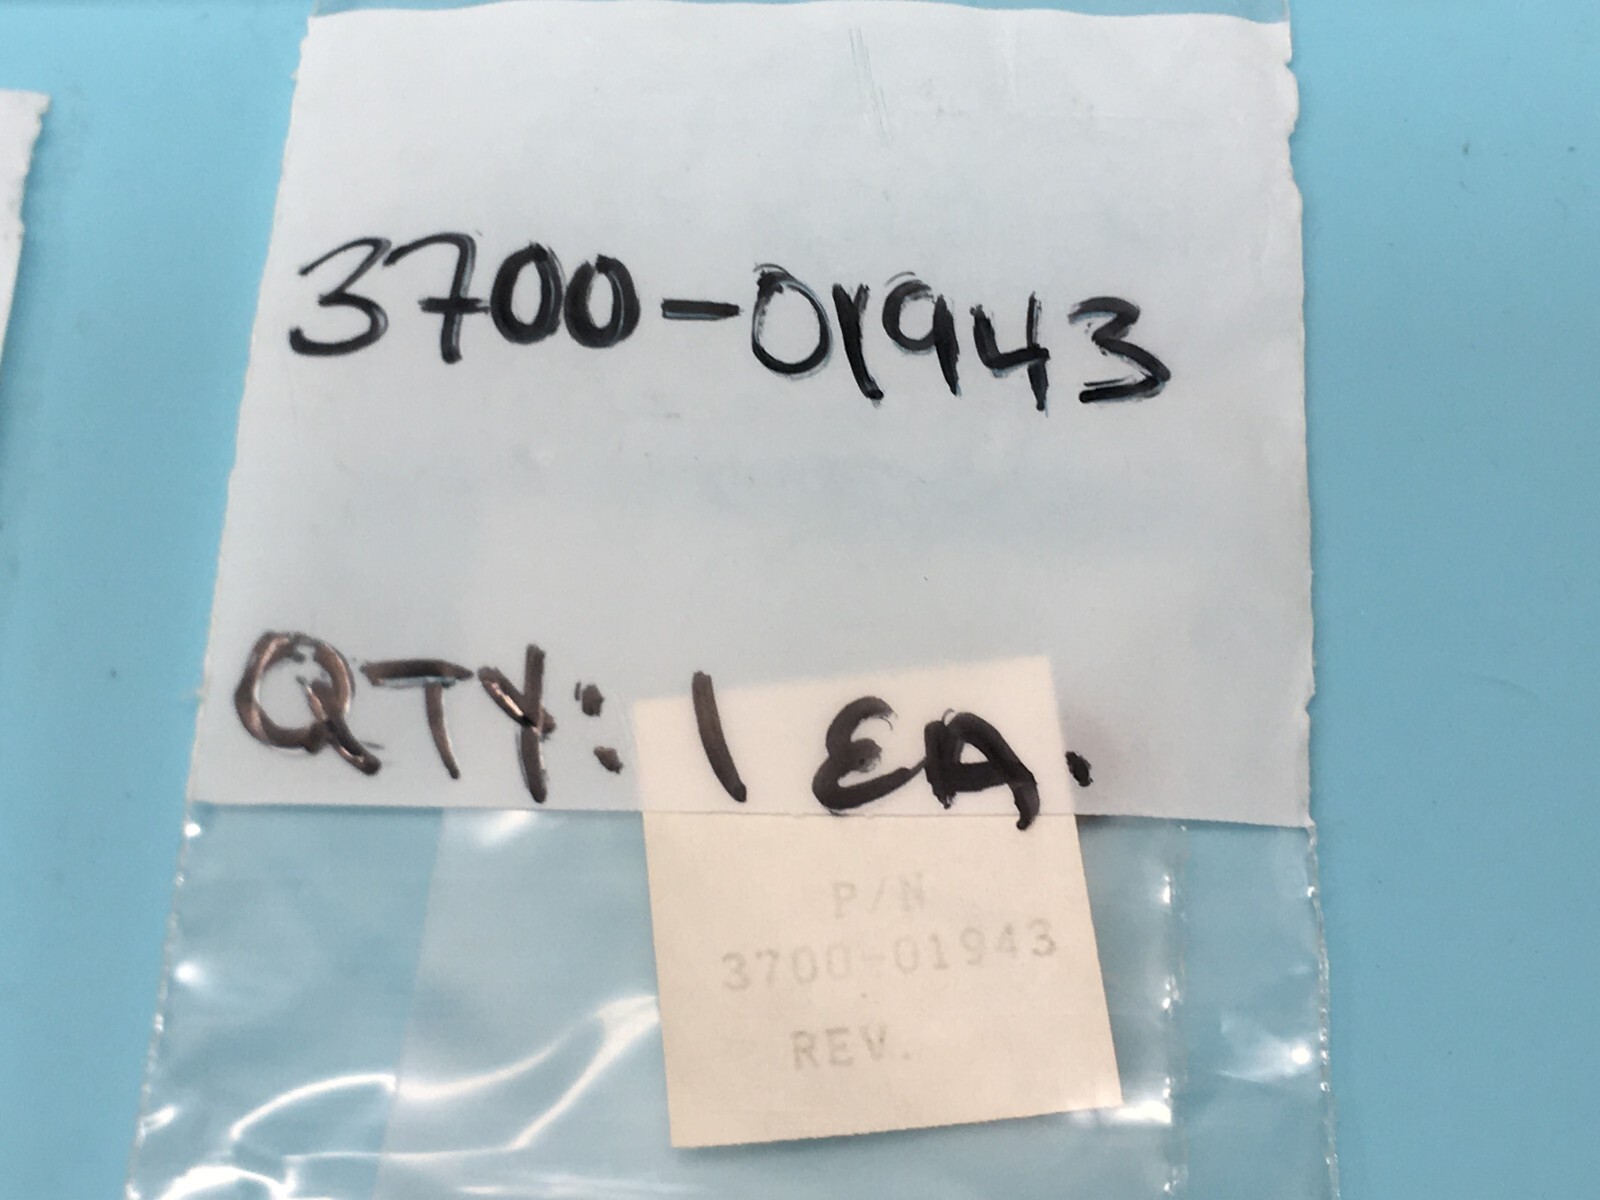 3700-01943
QTY: 1 EA.
P/N
3700-01943
REV.